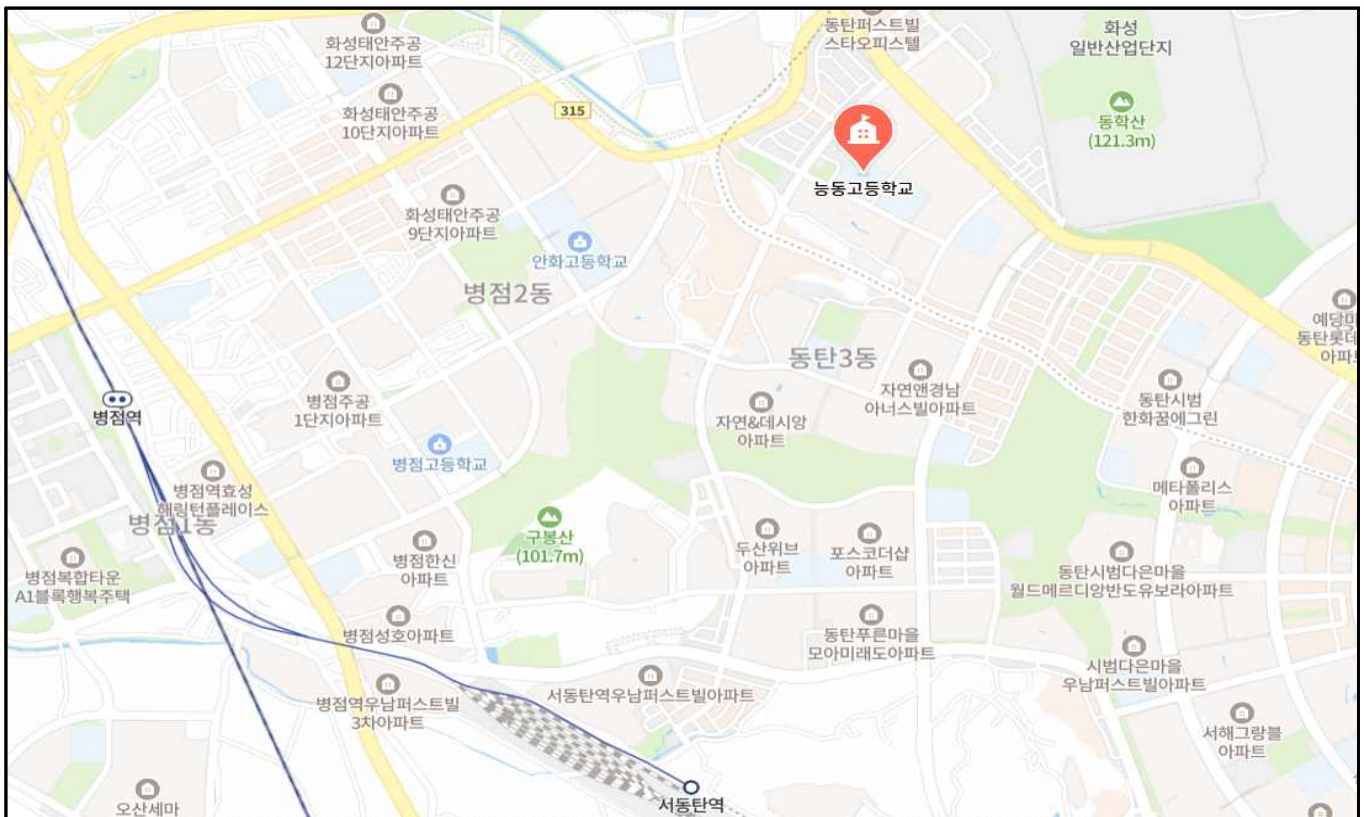 동탄퍼스트빌
스타오피스텔
화성
일반산업단지
화성태안주공
12단지아파트
화성태안주공
10단지아파트
315
동학산
(121.3m)
능동고등학교
화성태안주공
9단지아파트
안화고등학교
병점2동
동탄3동
예당마
동탄롯데
아파트
병점역
병점주공
1단지아파트
자연앤경남
아너스빌아파트
자연&데시앙
아파트
동탄시범
한화꿈에그린
병점고등학교
병점역효성
해링턴플레이스
병점1동
메타폴리스
아파트
구봉산
(101.7m)
병점한신
아파트
두산위브
아파트
포스코더샵
아파트
동탄시범다은마을
월드메르디앙반도유보라아파트
병점복합타운
A1블록행복주택
병점성호아파트
동탄푸른마을
모아미래도아파트
시범다은마을
우남퍼스트빌아파트
병점역우남퍼스트빌
3차아파트
서동탄역우남퍼스트빌아파트
서해그랑블
아파트
오산세마
서동탄역